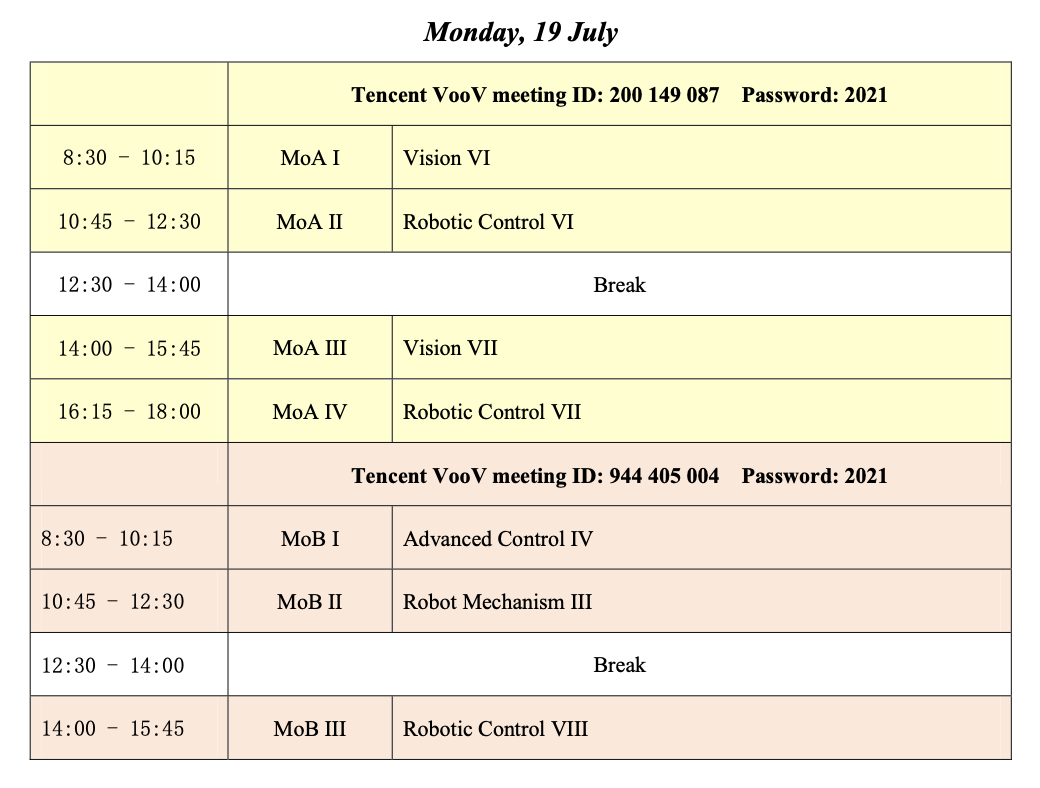 Monday, 19 July
Tencent VooV meeting ID: 200 149 087 Password: 2021
8:30 - 10:15 MoA I Vision VI
10:45 - 12:30 MoA II Robotic Control VI
12:30 - 14:00 Break
14:00 - 15:45 MoA III Vision VII
16:15 - 18:00 MoA IV Robotic Control VII
Tencent VooV meeting ID: 944 405 004 Password: 2021
8:30 - 10:15 MoB I Advanced Control IV
10:45 - 12:30 MoB II Robot Mechanism III
12:30 - 14:00 Break
14:00 - 15:45 MoB III Robotic Control VIII